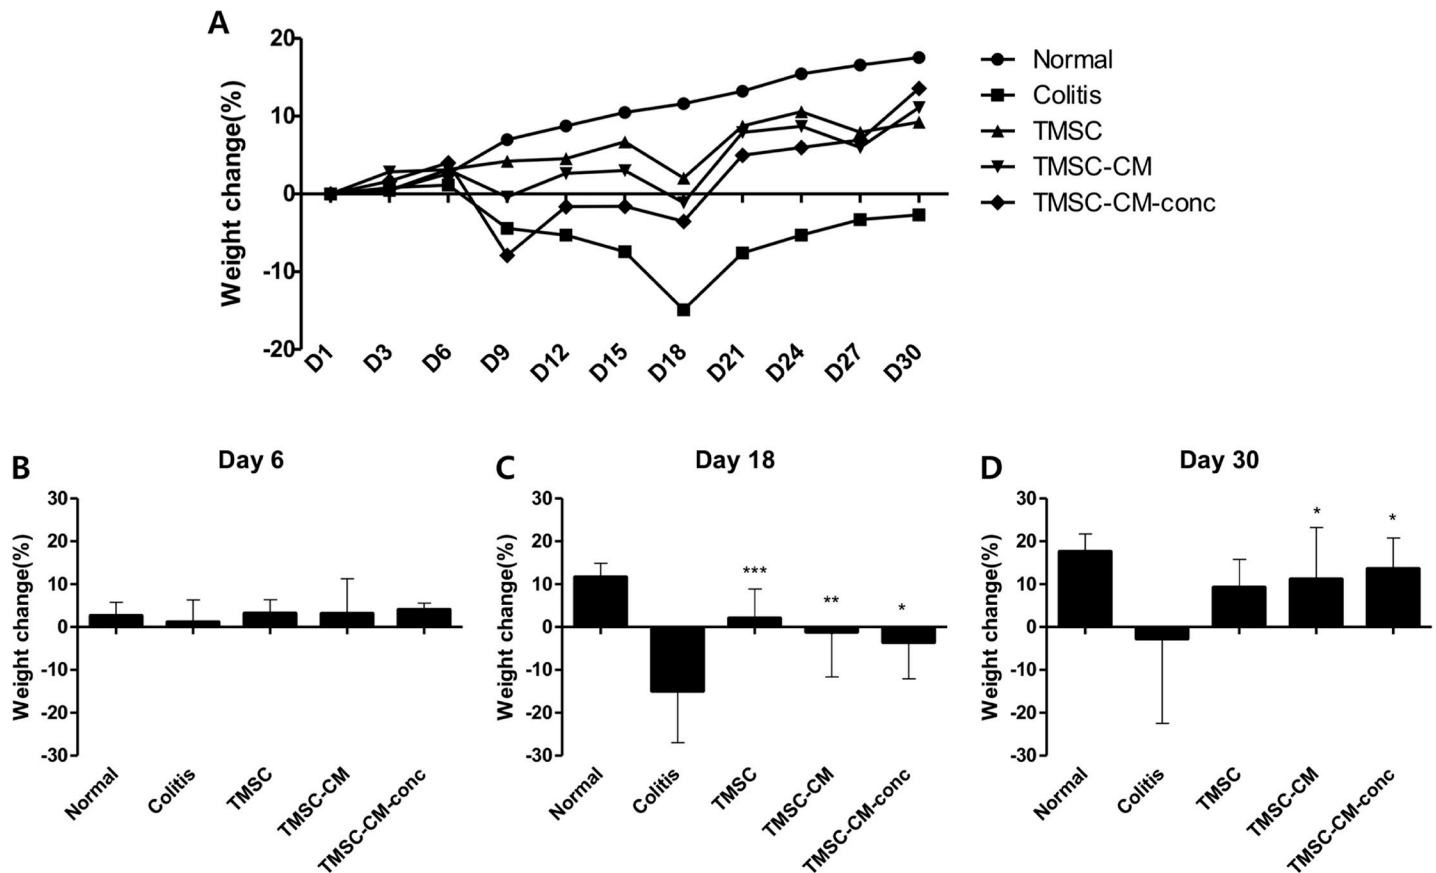 A
Weight change(%)
20
10
0
-10
-20
D1 D3 D6 D9 D12 D15 D18 D21 D24 D27 D30
Normal
Colitis
TMSC
TMSC-CM
TMSC-CM-conc
B
Day 6
Weight change(%)
30
20
10
0
-10
-20
-30
Normal Colitis TMSC TMSC-CM TMSC-CM-conc
C
Day 18
Weight change(%)
30
20
10
0
-10
-20
-30
***
**
*
Normal Colitis TMSC TMSC-CM TMSC-CM-conc
D
Day 30
Weight change(%)
30
20
10
0
-10
-20
-30
*
*
Normal Colitis TMSC TMSC-CM TMSC-CM-conc